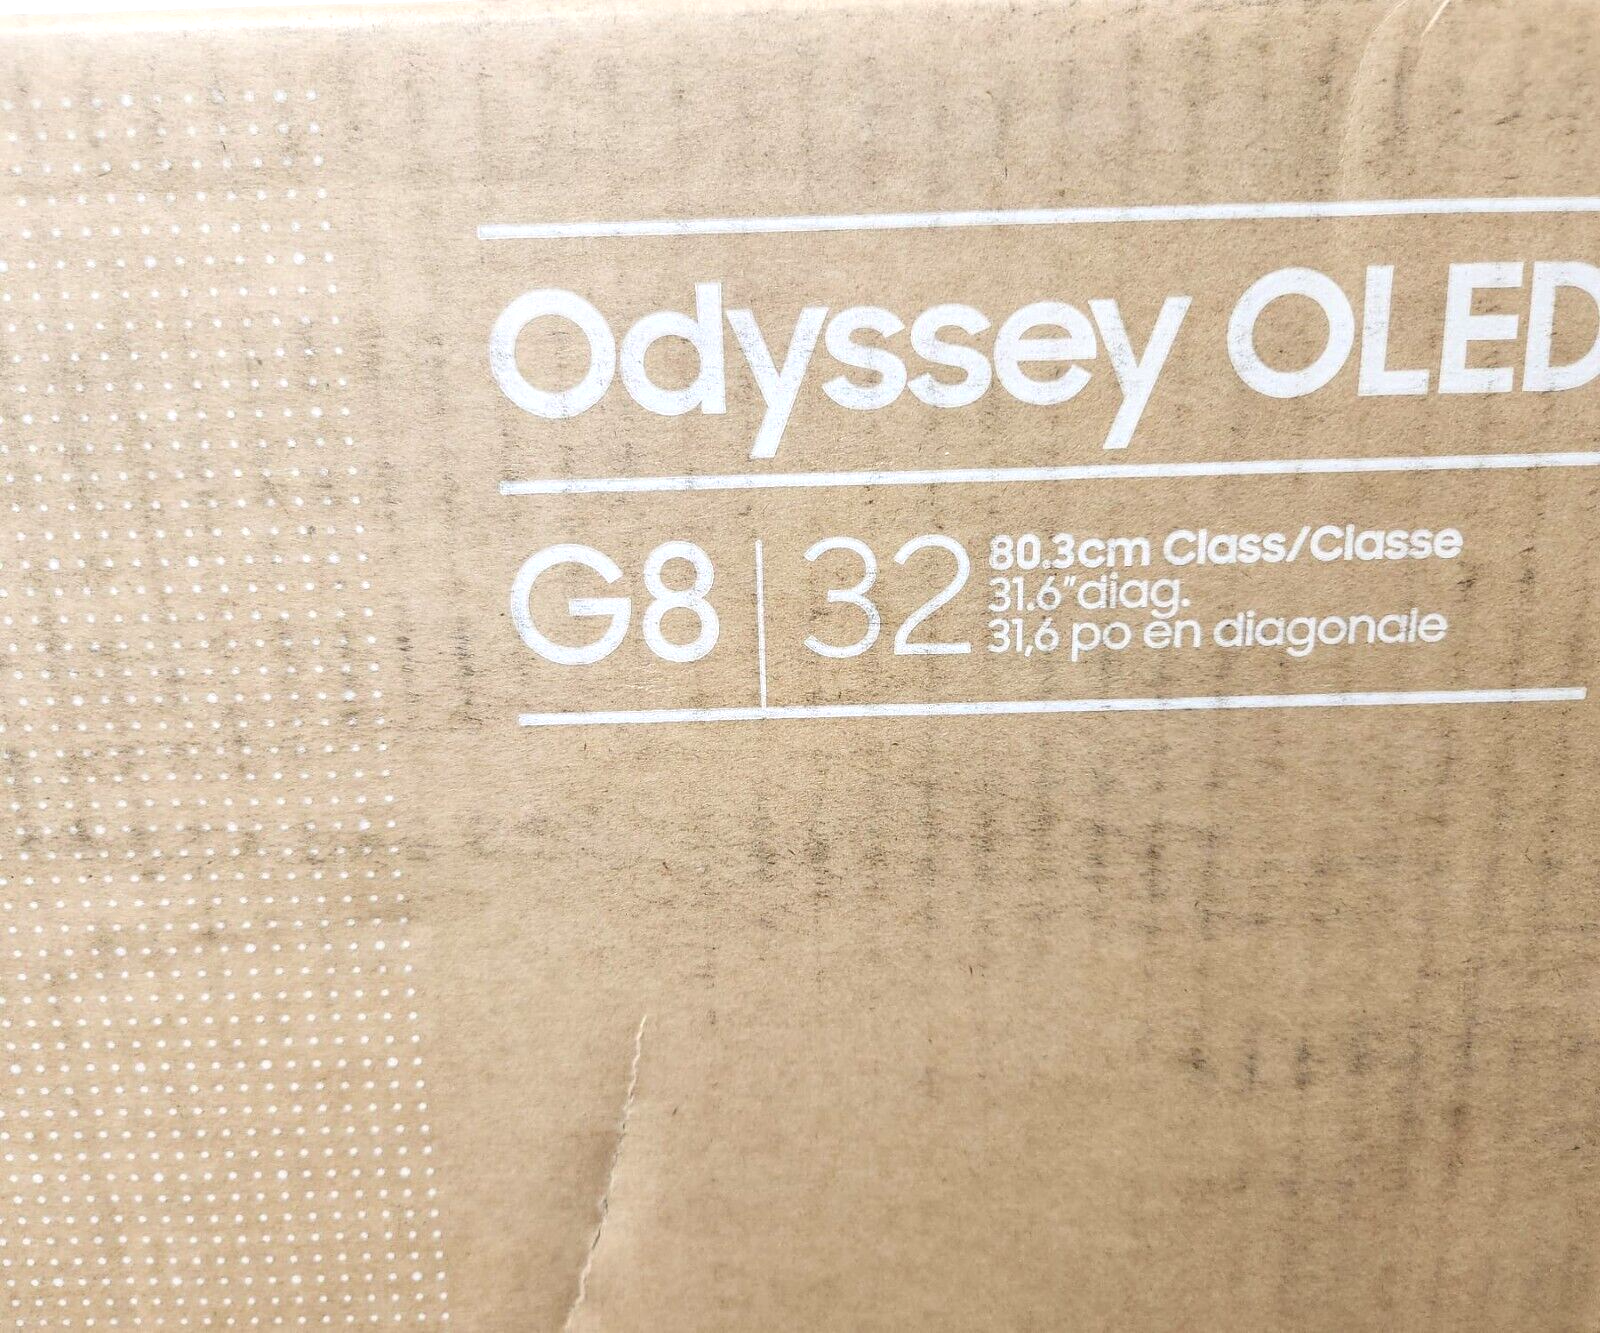 Odyssey OLED
G8 32 80.3cm Class/Classe
31.6"diag.
31,6 po en diagonale